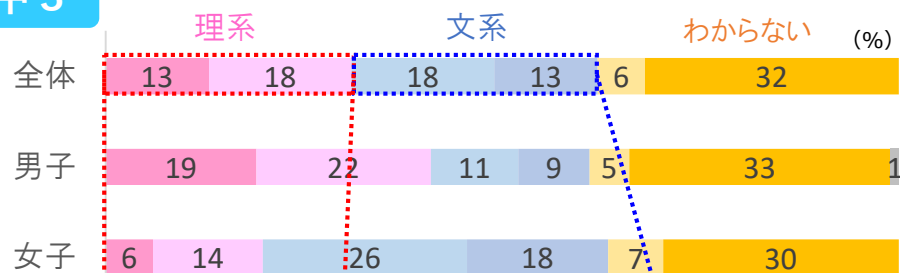 理系 文系 わからない (%)
全体 13 18 18 13 6 32
男子 19 22 11 9 5 33 1
女子 6 14 26 18 7 30